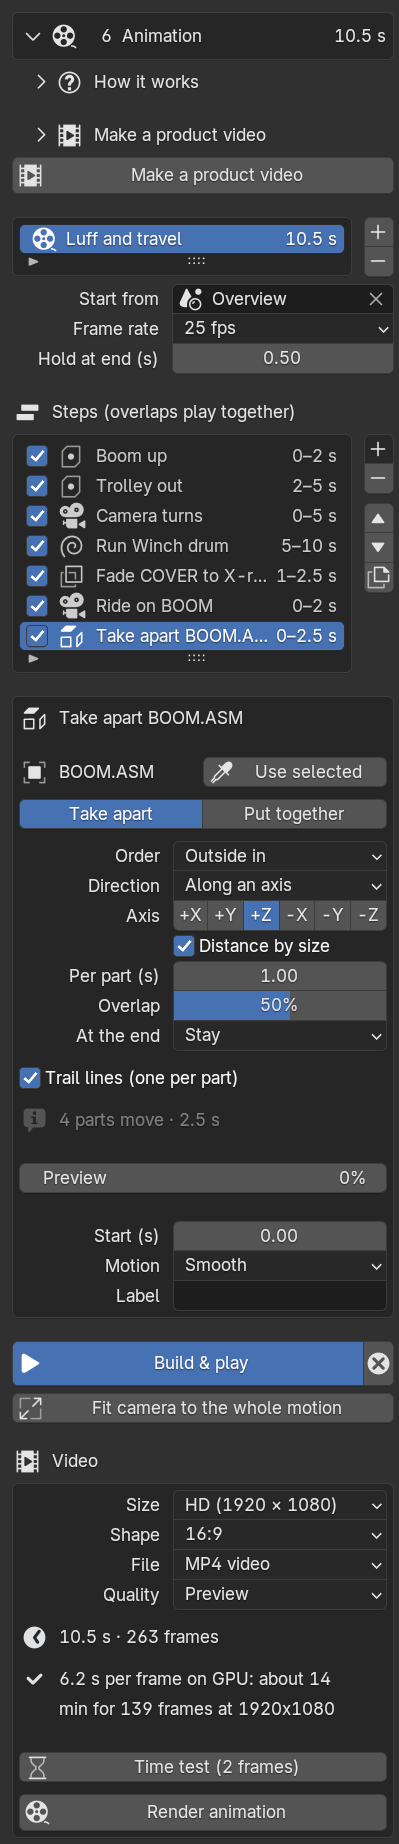 6 Animation 10.5 s
How it works
Make a product video
Make a product video
Luff and travel 10.5 s
Start from Overview
Frame rate 25 fps
Hold at end (s) 0.50
Steps (overlaps play together)
Boom up 0–2 s
Trolley out 2–5 s
Camera turns 0–5 s
Run Winch drum 5–10 s
Fade COVER to X-r... 1–2.5 s
Ride on BOOM 0–2 s
Take apart BOOM.A... 0–2.5 s
Take apart BOOM.ASM
BOOM.ASM Use selected
Take apart Put together
Order Outside in
Direction Along an axis
Axis +X +Y +Z -X -Y -Z
Distance by size
Per part (s) 1.00
Overlap 50%
At the end Stay
Trail lines (one per part)
4 parts move · 2.5 s
Preview 0%
Start (s) 0.00
Motion Smooth
Label
Build & play
Fit camera to the whole motion
Video
Size HD (1920 × 1080)
Shape 16:9
File MP4 video
Quality Preview
10.5 s · 263 frames
6.2 s per frame on GPU: about 14
min for 139 frames at 1920x1080
Time test (2 frames)
Render animation